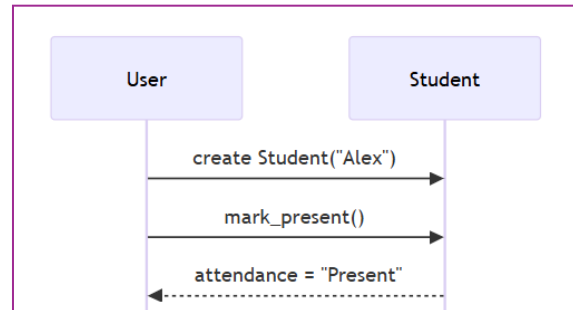 User
Student
create Student("Alex")
mark_present()
attendance = "Present"